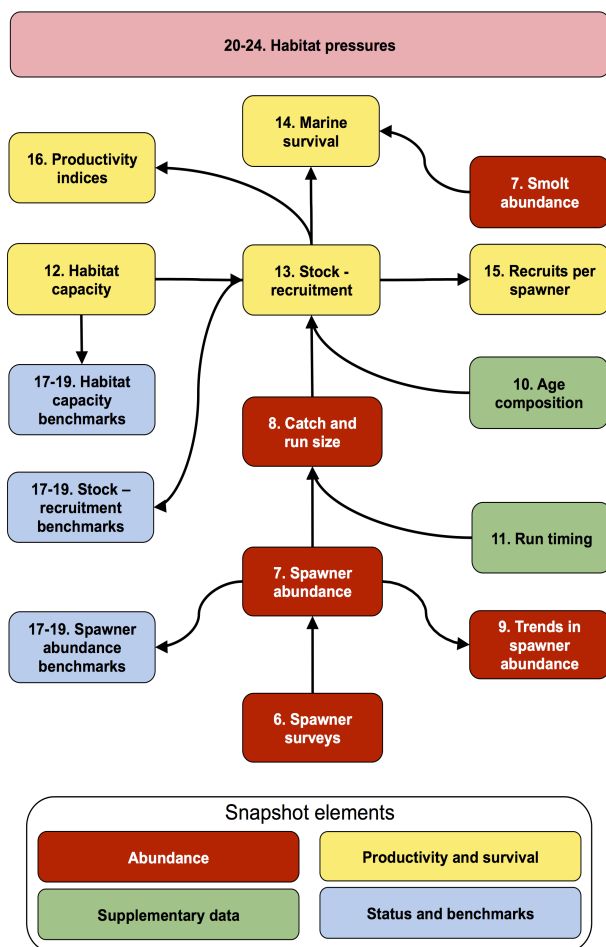 20-24. Habitat pressures
14. Marine
survival
16. Productivity
indices
7. Smolt
abundance
12. Habitat
capacity
13. Stock -
recruitment
15. Recruits per
spawner
17-19. Habitat
capacity
benchmarks
10. Age
composition
8. Catch and
run size
17-19. Stock –
recruitment
benchmarks
11. Run timing
7. Spawner
abundance
17-19. Spawner
abundance
benchmarks
9. Trends in
spawner
abundance
6. Spawner
surveys
Snapshot elements
Abundance
Productivity and survival
Supplementary data
Status and benchmarks